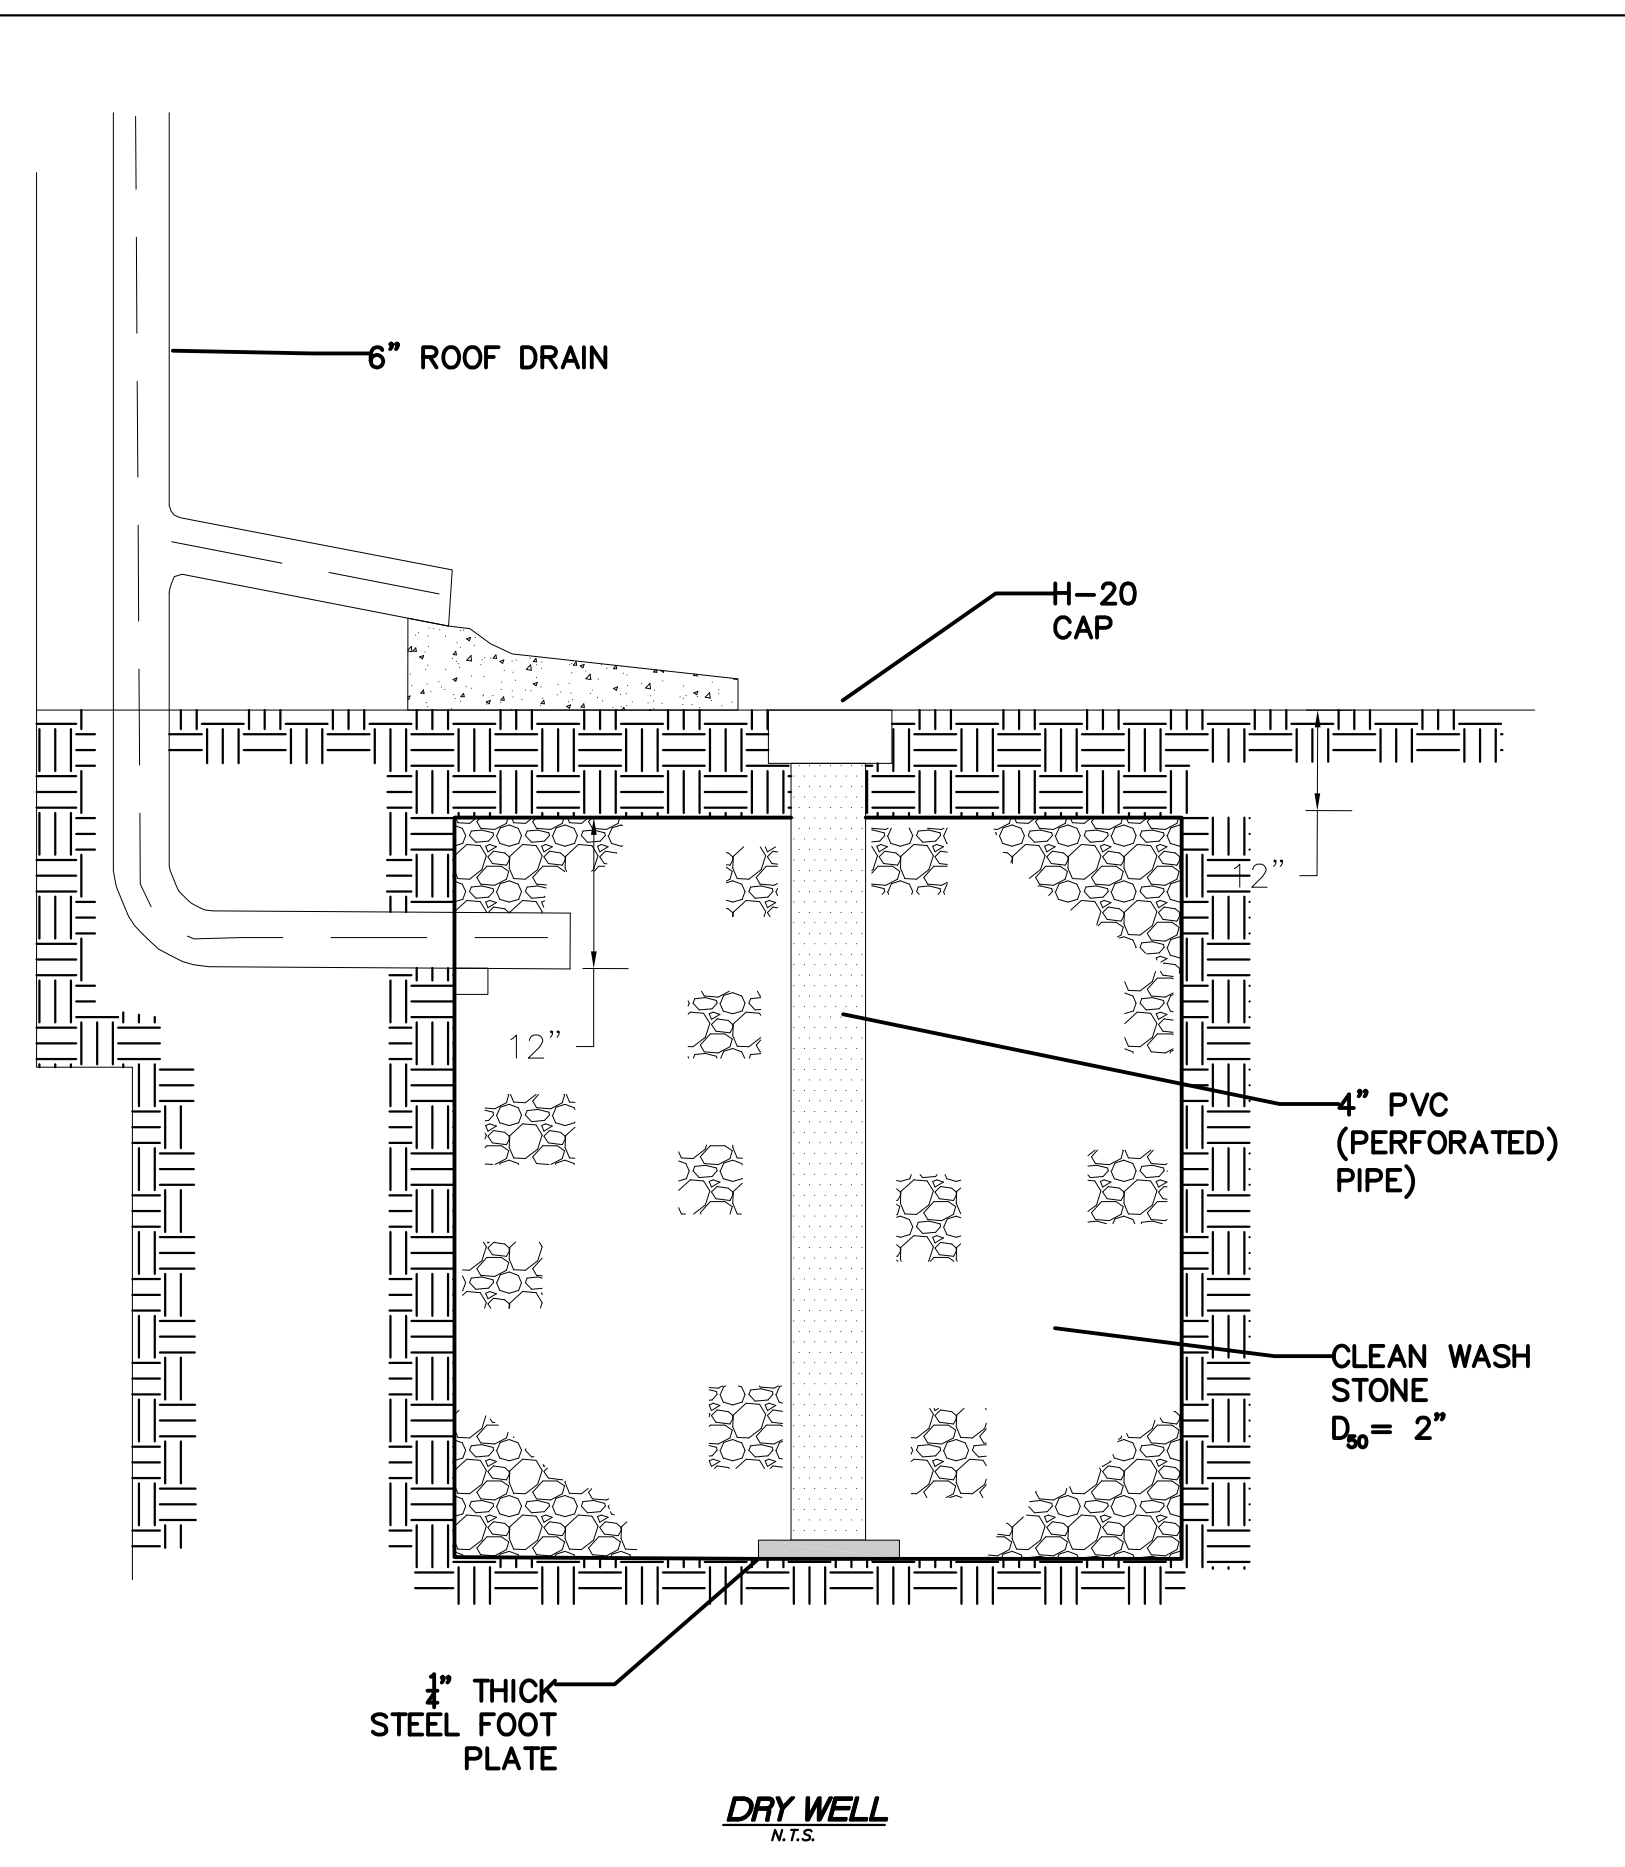 6" ROOF DRAIN
H-20
CAP
12"
12"
4" PVC
(PERFORATED)
PIPE)
CLEAN WASH
STONE
D50= 2"
1/4" THICK
STEEL FOOT
PLATE
DRY WELL
N.T.S.